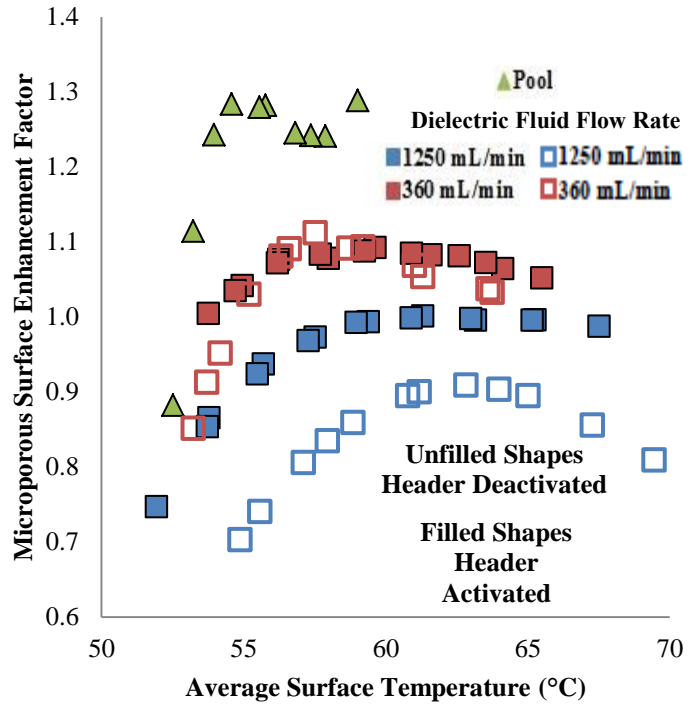 Microporous Surface Enhancement Factor
1.4
1.3
1.2
1.1
1.0
0.9
0.8
0.7
0.6
Pool
Dielectric Fluid Flow Rate
1250 mL/min 1250 mL/min
360 mL/min 360 mL/min
Unfilled Shapes
Header Deactivated
Filled Shapes
Header
Activated
50 55 60 65 70
Average Surface Temperature (°C)